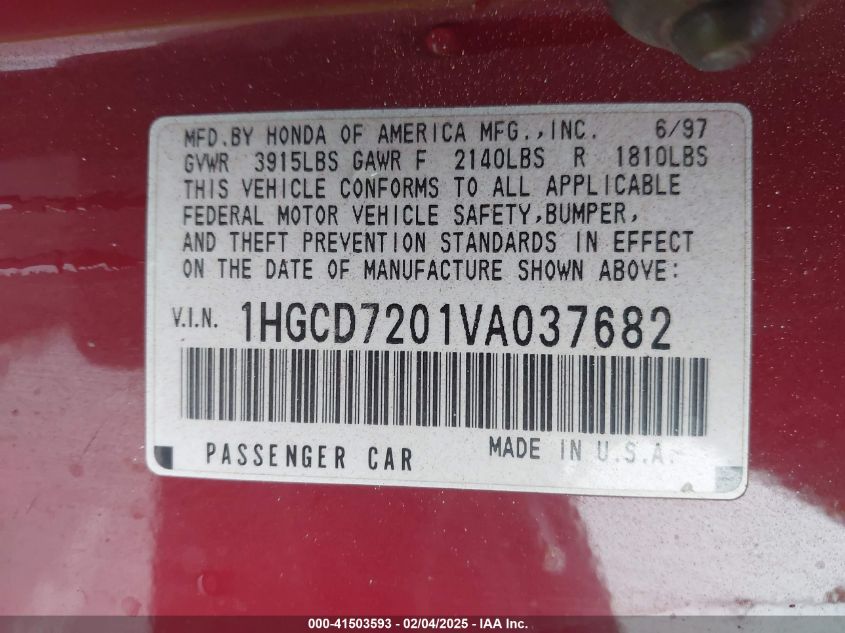 MFD.BY HONDA OF AMERICA MFG.,INC. 6/97
GVWR 3915LBS GAWR F 2140LBS R 1810LBS
THIS VEHICLE CONFORMS TO ALL APPLICABLE
FEDERAL MOTOR VEHICLE SAFETY,BUMPER,
AND THEFT PREVENTION STANDARDS IN EFFECT
ON THE DATE OF MANUFACTURE SHOWN ABOVE:
V.I.N. 1HGCD7201VA037682
PASSENGER CAR MADE IN U.S.A.
000-41503593 - 02/04/2025 - IAA Inc.